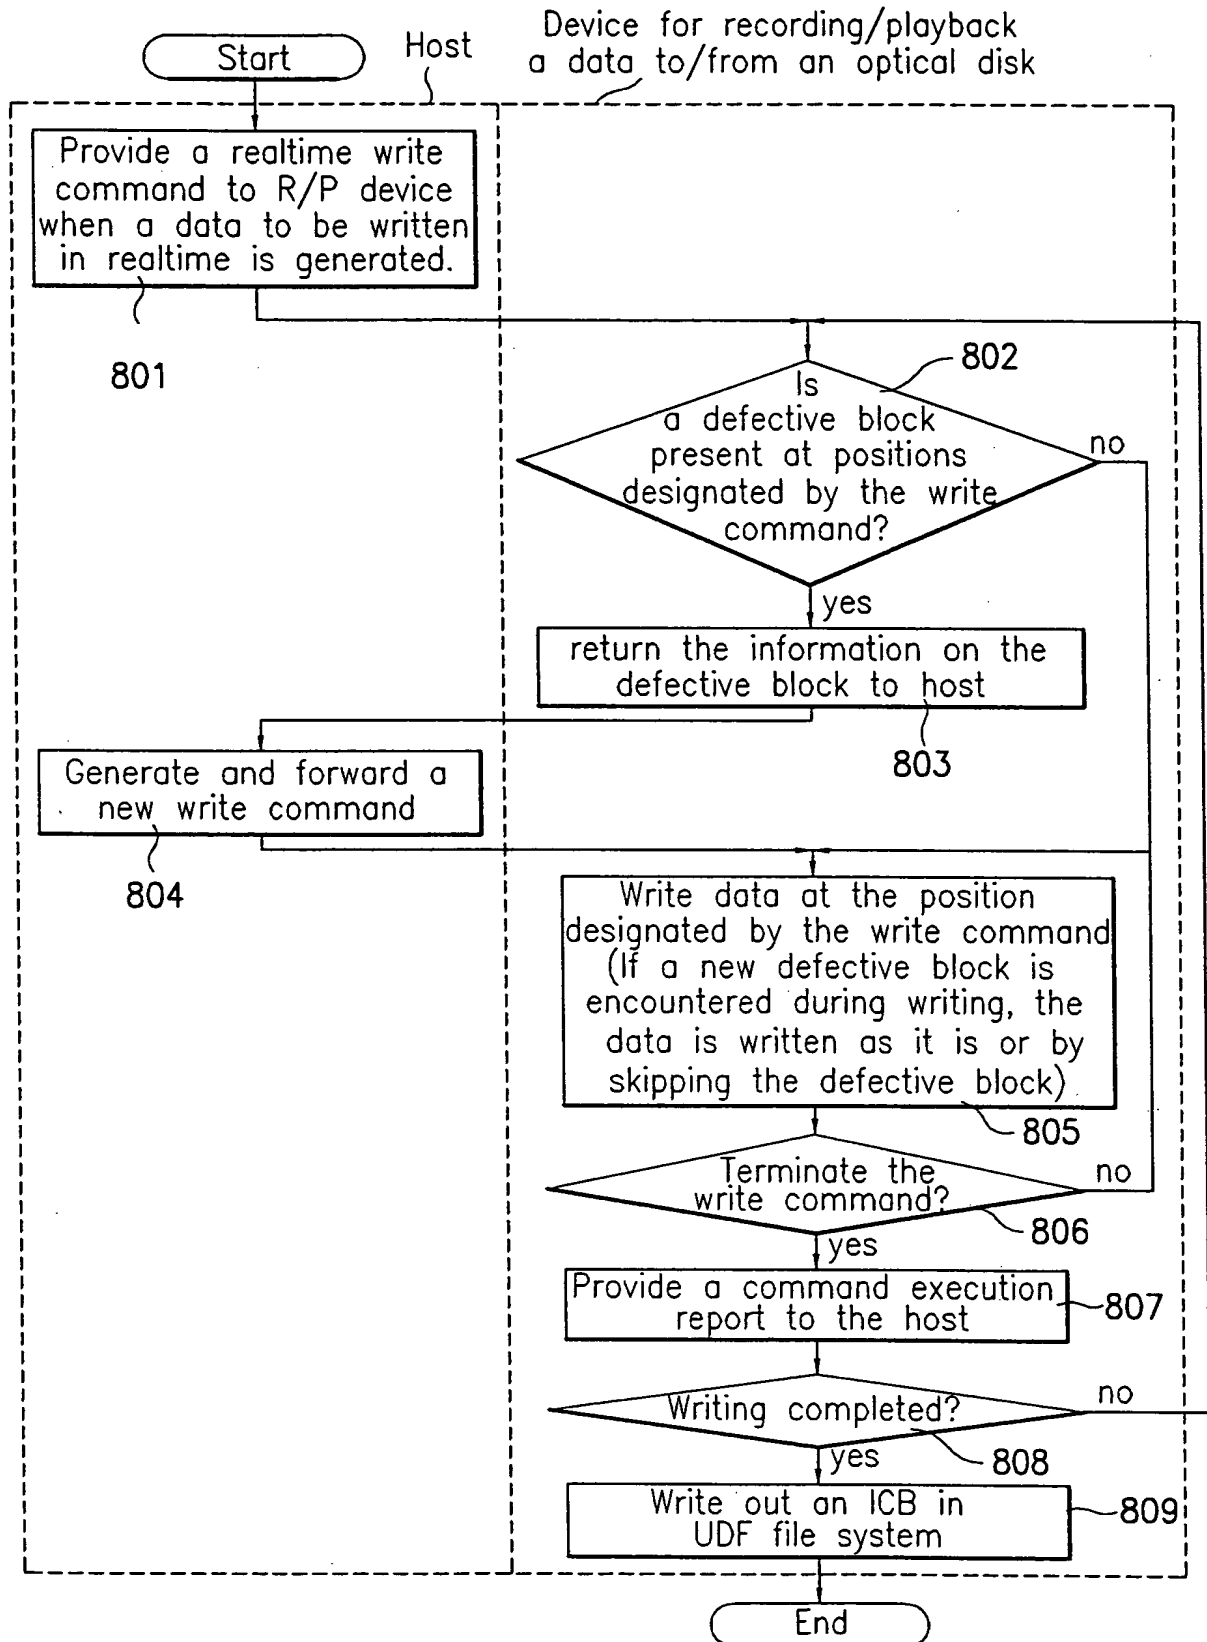 Device for recording/playback
a data to/from an optical disk
Host
Start
Provide a realtime write
command to R/P device
when a data to be written
in realtime is generated.
801
802
Is
a defective block
present at positions
designated by the write
command?
no
yes
return the information on the
defective block to host
803
Generate and forward a
new write command
804
Write data at the position
designated by the write command
(If a new defective block is
encountered during writing, the
data is written as it is or by
skipping the defective block)
805
Terminate the
write command?
no
806
yes
Provide a command execution
report to the host
807
Writing completed?
no
808
yes
Write out an ICB in
UDF file system
809
End